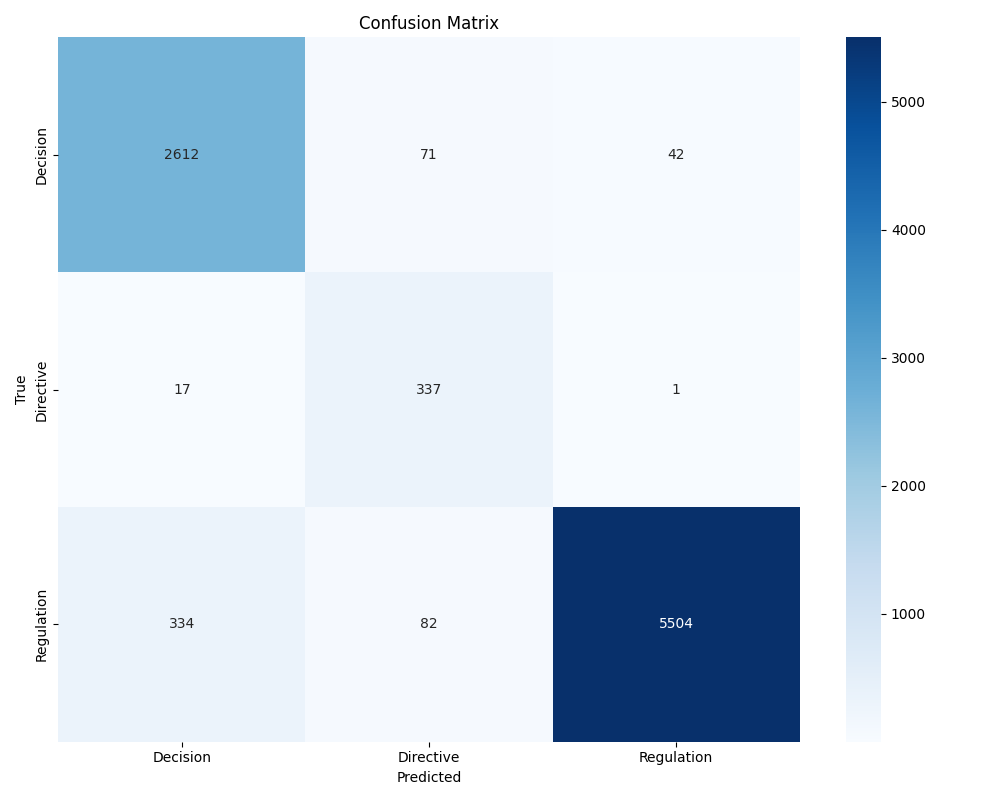 Confusion Matrix
True
Decision
2612
71
42
Directive
17
337
1
Regulation
334
82
5504
Decision
Directive
Regulation
Predicted
5000
4000
3000
2000
1000